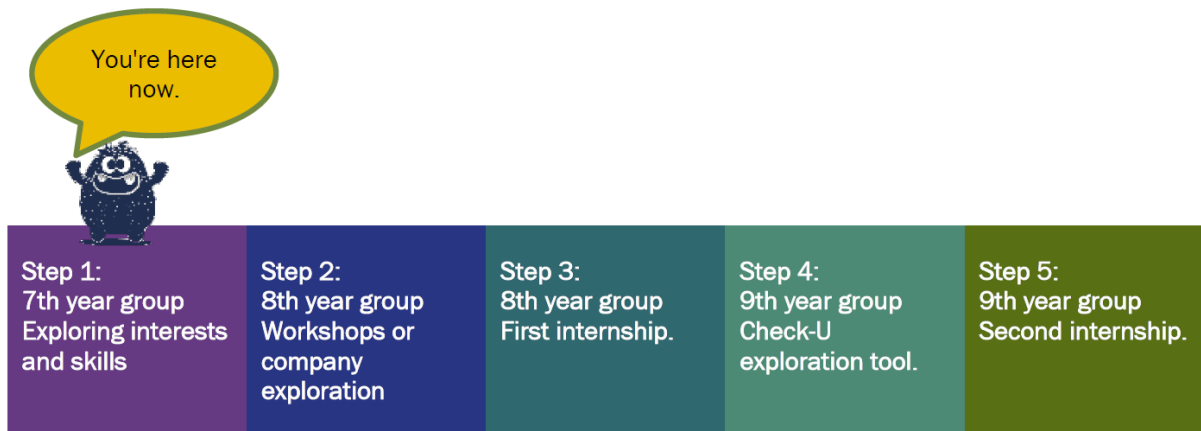 You're here
now.
Step 1:
7th year group
Exploring interests
and skills
Step 2:
8th year group
Workshops or
company
exploration
Step 3:
8th year group
First internship.
Step 4:
9th year group
Check-U
exploration tool.
Step 5:
9th year group
Second internship.